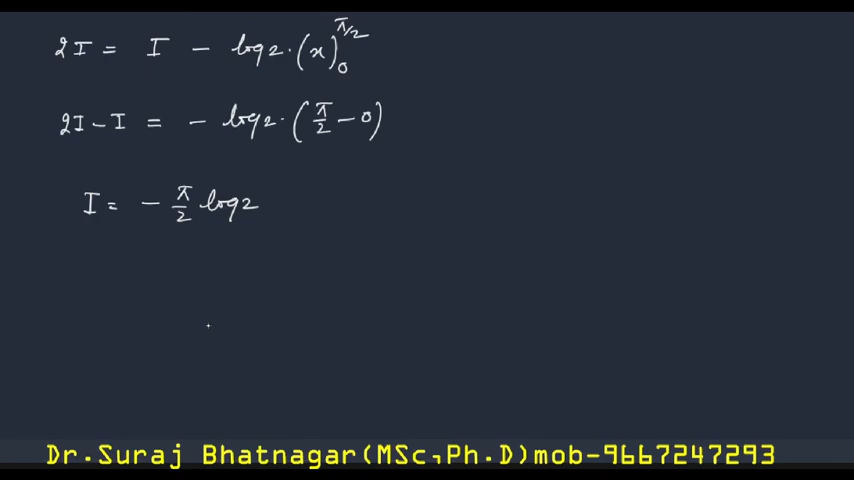 2I = I - log2·(x)₀^π/2
2I - I = - log2·(π/2 - 0)
I = - π/2 log2
Dr.Suraj Bhatnagar(MSc,Ph.D)mob-9667247293